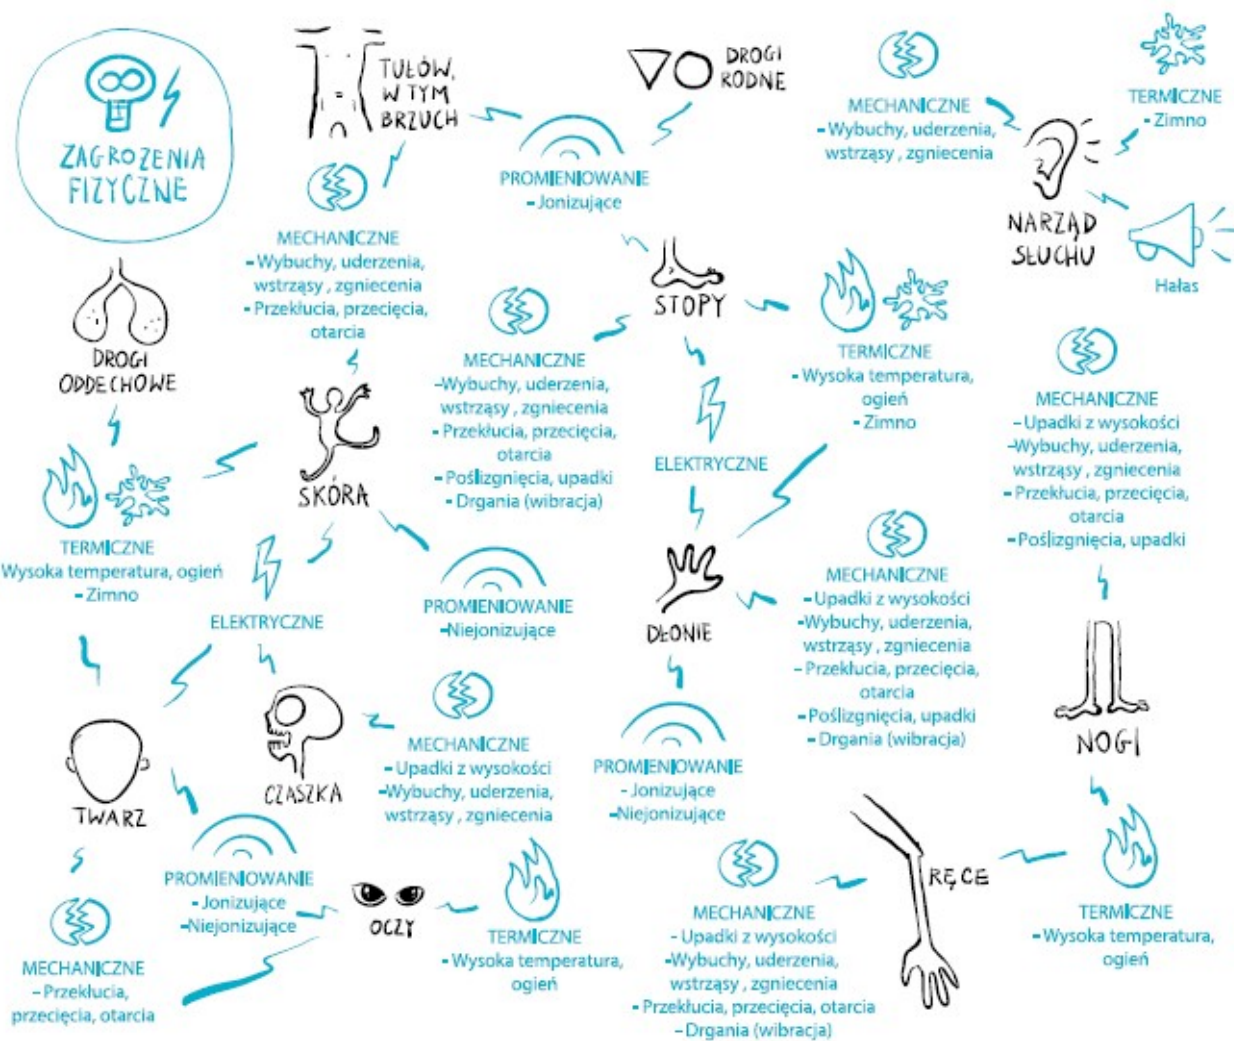 ZAGROŻENIA
FIZYCZNE
TUŁÓW,
W TYM
BRZUCH
DROGI
RODNE
PROMIENIOWANIE
- Jonizujące
MECHANICZNE
- Wybuchy, uderzenia,
wstrząsy , zgniecenia
TERMICZNE
- Zimno
NARZĄD
SŁUCHU
Hałas
MECHANICZNE
- Wybuchy, uderzenia,
wstrząsy , zgniecenia
- Przekłucia, przecięcia,
otarcia
DROGI
ODDECHOWE
STOPY
MECHANICZNE
-Wybuchy, uderzenia,
wstrząsy , zgniecenia
- Przekłucia, przecięcia,
otarcia
- Poślizgnięcia, upadki
- Drgania (wibracja)
TERMICZNE
- Wysoka temperatura,
ogień
- Zimno
MECHANICZNE
- Upadki z wysokości
-Wybuchy, uderzenia,
wstrząsy , zgniecenia
- Przekłucia, przecięcia,
otarcia
- Poślizgnięcia, upadki
SKÓRA
ELEKTRYCZNE
TERMICZNE
Wysoka temperatura, ogień
- Zimno
ELEKTRYCZNE
PROMIENIOWANIE
-Niejonizujące
DŁONIE
MECHANICZNE
- Upadki z wysokości
-Wybuchy, uderzenia,
wstrząsy , zgniecenia
- Przekłucia, przecięcia,
otarcia
- Poślizgnięcia, upadki
- Drgania (wibracja)
NOGI
TWARZ
CZASZKA
MECHANICZNE
- Upadki z wysokości
-Wybuchy, uderzenia,
wstrząsy , zgniecenia
PROMIENIOWANIE
- Jonizujące
-Niejonizujące
PROMIENIOWANIE
- Jonizujące
-Niejonizujące
OCZY
TERMICZNE
- Wysoka temperatura,
ogień
RĘCE
MECHANICZNE
- Upadki z wysokości
-Wybuchy, uderzenia,
wstrząsy , zgniecenia
- Przekłucia, przecięcia, otarcia
- Drgania (wibracja)
TERMICZNE
- Wysoka temperatura,
ogień
MECHANICZNE
- Przekłucia,
przecięcia, otarcia